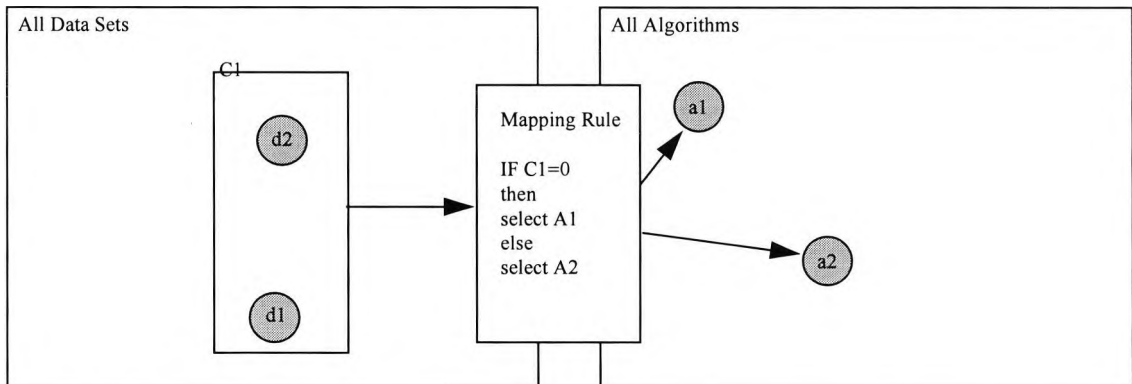 All Data Sets
C1
d2
d1
Mapping Rule
IF C1=0
then
select A1
else
select A2
All Algorithms
a1
a2